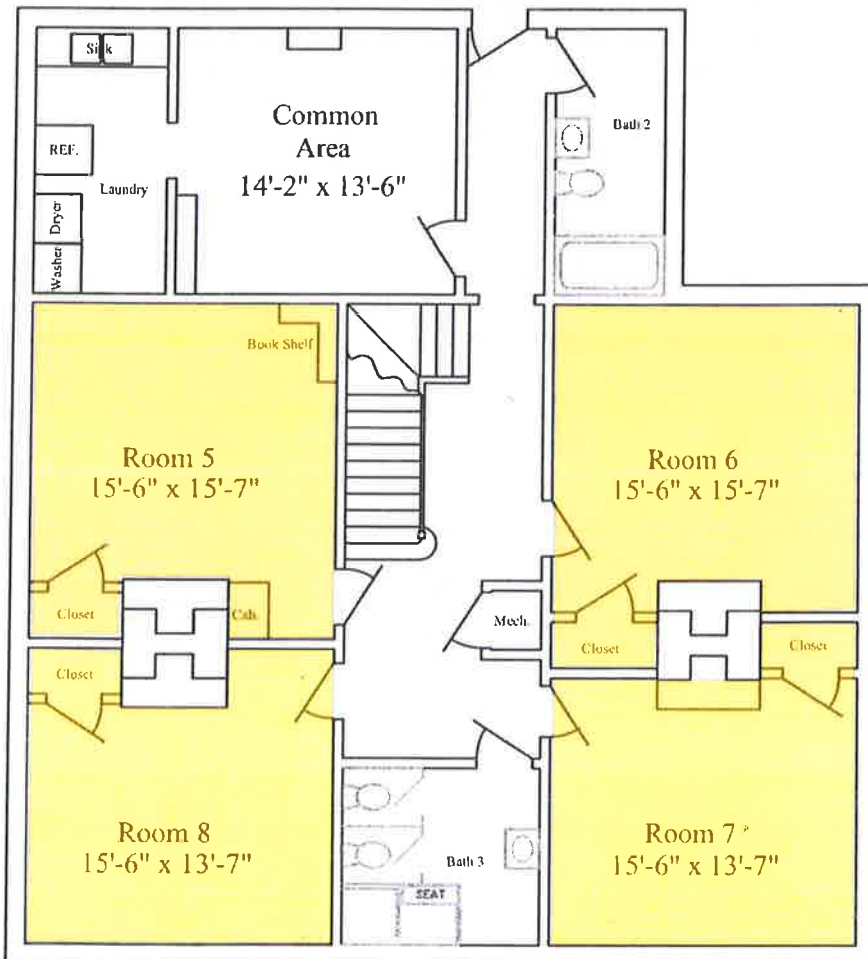 Sink
Common
Area
14'-2" x 13'-6"
Bath 2
REF.
Laundry
Dryer
Washer
Book Shelf
Room 5
15'-6" x 15'-7"
Room 6
15'-6" x 15'-7"
Closet
Cab.
Mech.
Closet
Closet
Closet
Room 8
15'-6" x 13'-7"
Bath 3
SEAT
Room 7
15'-6" x 13'-7"